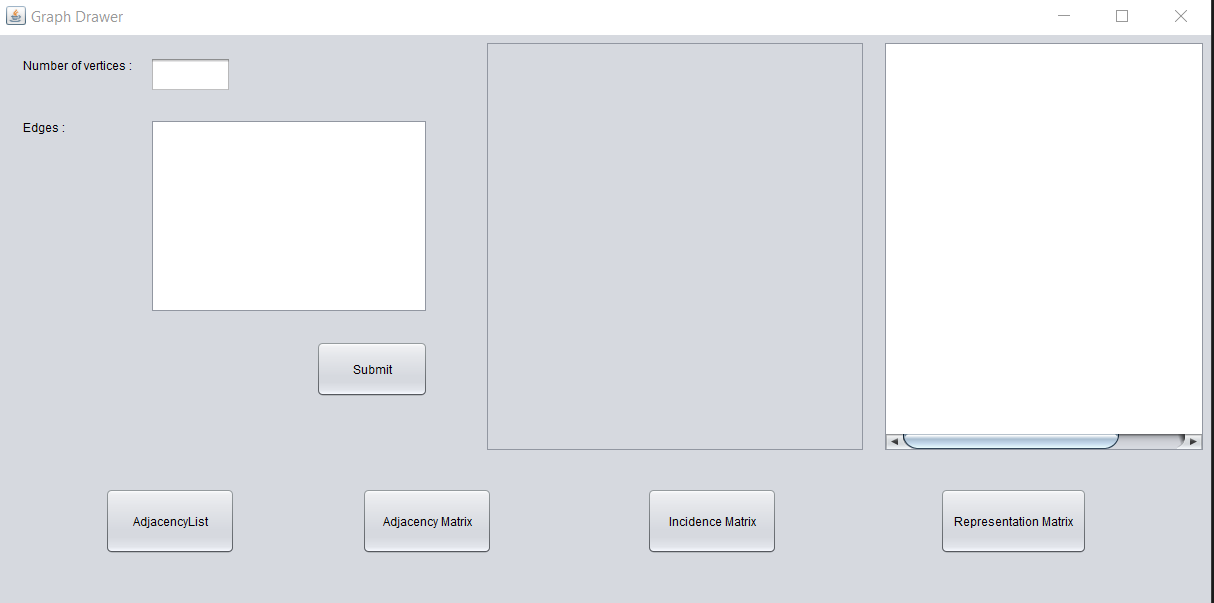 Graph Drawer
Number of vertices :
Edges :
Submit
AdjacencyList
Adjacency Matrix
Incidence Matrix
Representation Matrix